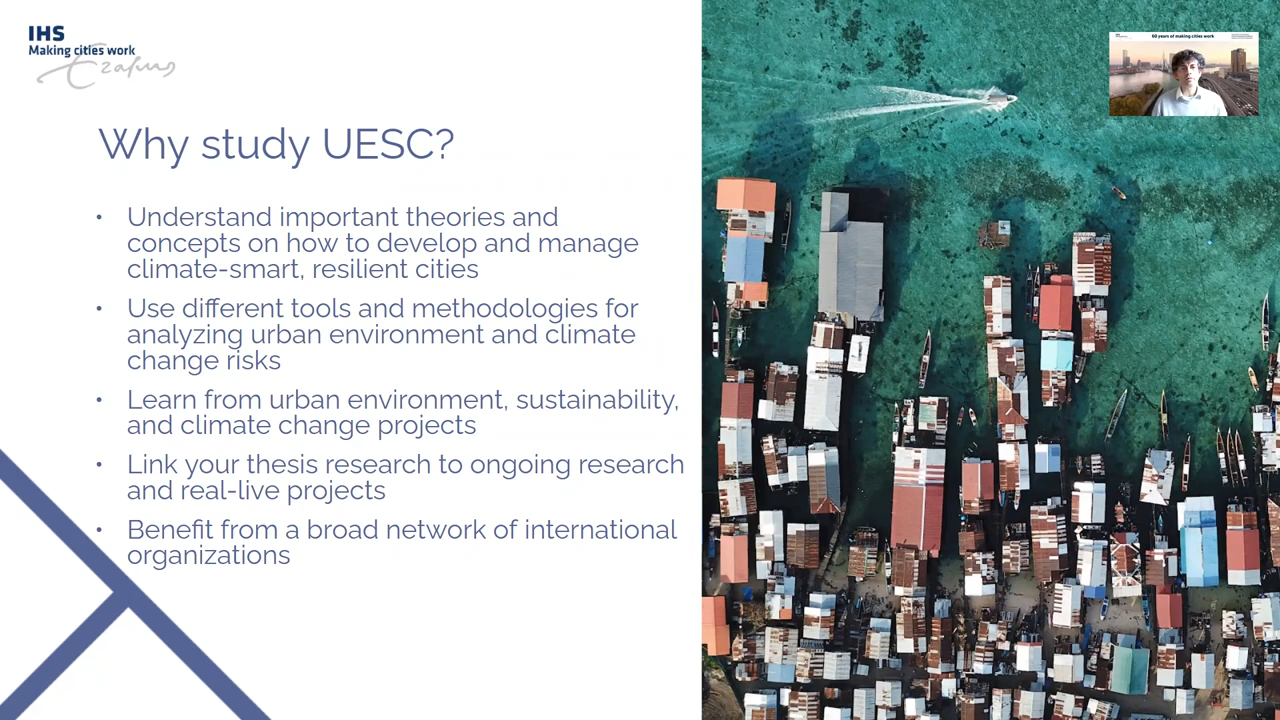 IHS
Making cities work
Erasmus
60 years of making cities work
Why study UESC?
• Understand important theories and
concepts on how to develop and manage
climate-smart, resilient cities
• Use different tools and methodologies for
analyzing urban environment and climate
change risks
• Learn from urban environment, sustainability,
and climate change projects
• Link your thesis research to ongoing research
and real-live projects
• Benefit from a broad network of international
organizations